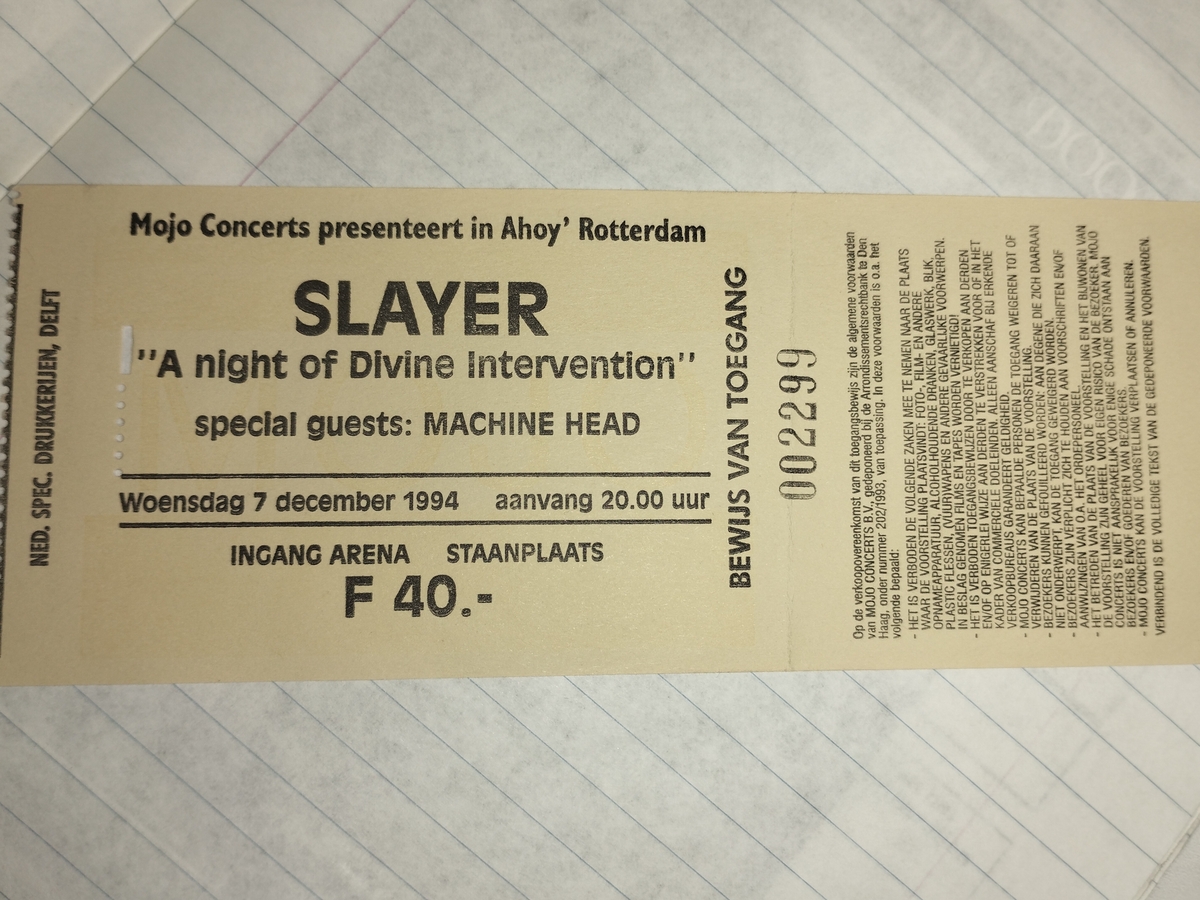 NED. SPEC. DRUKKERIJEN, DELFT
Mojo Concerts presenteert in Ahoy' Rotterdam
SLAYER
"A night of Divine Intervention"
special guests: MACHINE HEAD
Woensdag 7 december 1994 aanvang 20.00 uur
INGANG ARENA STAANPLAATS
F 40.-
BEWIJS VAN TOEGANG
002299
Op de verkoopovereenkomst van dit toegangsbewijs zijn de algemene voorwaarden
van MOJO CONCERTS B.V., gedeponeerd bij de Arrondissementsrechtbank te Den
Haag, onder nummer 202/1993, van toepassing. In deze voorwaarden is o.a. het
volgende bepaald:
- HET IS VERBODEN DE VOLGENDE ZAKEN MEE TE NEMEN NAAR DE PLAATS
WAAR DE VOORSTELLING PLAATSVINDT: FOTO-, FILM- EN ANDERE
OPNAMEAPPARATUUR, ALCOHOLHOUDENDE DRANKEN, GLASWERK, BLIK,
PLASTIC FLESSEN, (VUUR)WAPENS EN ANDERE GEVAARLIJKE VOORWERPEN.
IN BESLAG GENOMEN FILMS EN TAPES WORDEN VERNIETIGD!
- HET IS VERBODEN TOEGANGSBEWIJZEN DOOR TE VERKOPEN AAN DERDEN
EN/OF OP ENIGERLEI WIJZE AAN DERDEN TE VERSTREKKEN VOOR OF IN HET
KADER VAN COMMERCIELE DOELEINDEN. ALLEEN AANSCHAF BIJ ERKENDE
VERKOOPBUREAUS GARANDEERT GELDIGHEID.
- MOJO CONCERTS KAN BEPAALDE PERSONEN DE TOEGANG WEIGEREN TOT OF
VERWIJDEREN VAN DE PLAATS VAN DE VOORSTELLING.
- BEZOEKERS KUNNEN GEFOUILLEERD WORDEN: AAN DEGENE DIE ZICH DAARAAN
NIET ONDERWERPT, KAN DE TOEGANG GEWEIGERD WORDEN.
- BEZOEKERS ZIJN VERPLICHT ZICH TE HOUDEN AAN VOORSCHRIFTEN EN/OF
AANWIJZINGEN VAN O.A. HET ORDEPERSONEEL.
- HET BETREDEN VAN DE PLAATS VAN DE VOORSTELLING EN HET BIJWONEN VAN
DE VOORSTELLING ZIJN GEHEEL VOOR EIGEN RISICO VAN DE BEZOEKER. MOJO
CONCERTS IS NIET AANSPRAKELIJK VOOR ENIGE SCHADE ONTSTAAN AAN
BEZOEKERS EN/OF GOEDEREN VAN BEZOEKERS.
- MOJO CONCERTS KAN DE VOORSTELLING VERPLAATSEN OF ANNULEREN.
VERBINDEND IS DE VOLLEDIGE TEKST VAN DE GEDEPONEERDE VOORWAARDEN.